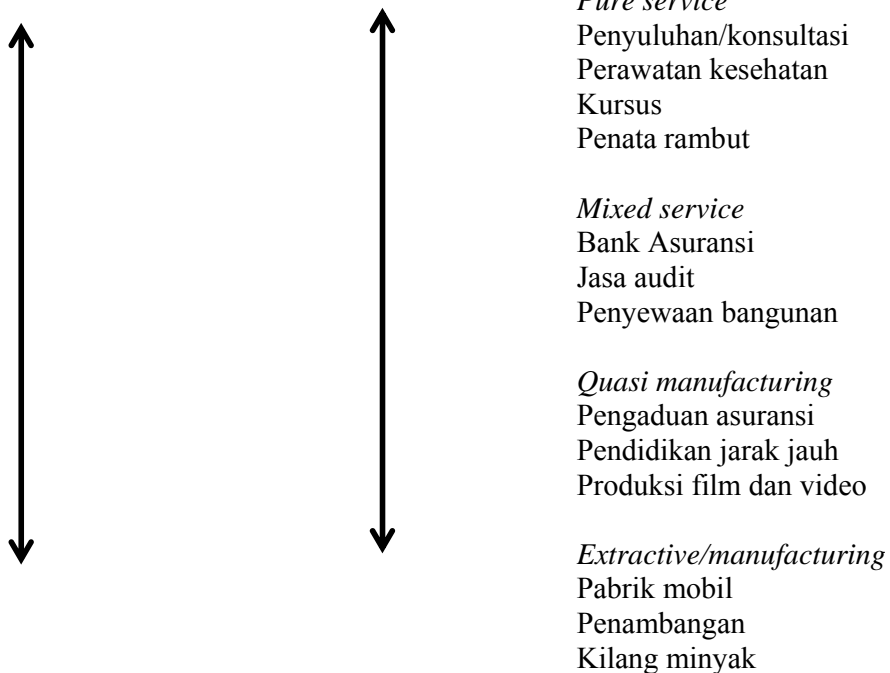 Pure service
Penyuluhan/konsultasi
Perawatan kesehatan
Kursus
Penata rambut
Mixed service
Bank Asuransi
Jasa audit
Penyewaan bangunan
Quasi manufacturing
Pengaduan asuransi
Pendidikan jarak jauh
Produksi film dan video
Extractive/manufacturing
Pabrik mobil
Penambangan
Kilang minyak